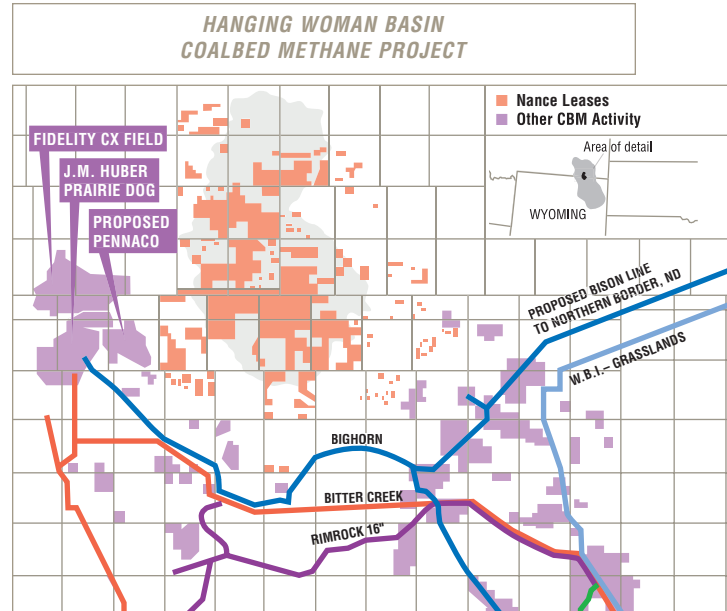 HANGING WOMAN BASIN
COALBED METHANE PROJECT
Nance Leases
Other CBM Activity
FIDELITY CX FIELD
J.M. HUBER
PRAIRIE DOG
PROPOSED
PENNACO
Area of detail
WYOMING
PROPOSED BISON LINE
TO NORTHERN BORDER, ND
W.B.I.– GRASSLANDS
BIGHORN
BITTER CREEK
RIMROCK 16"